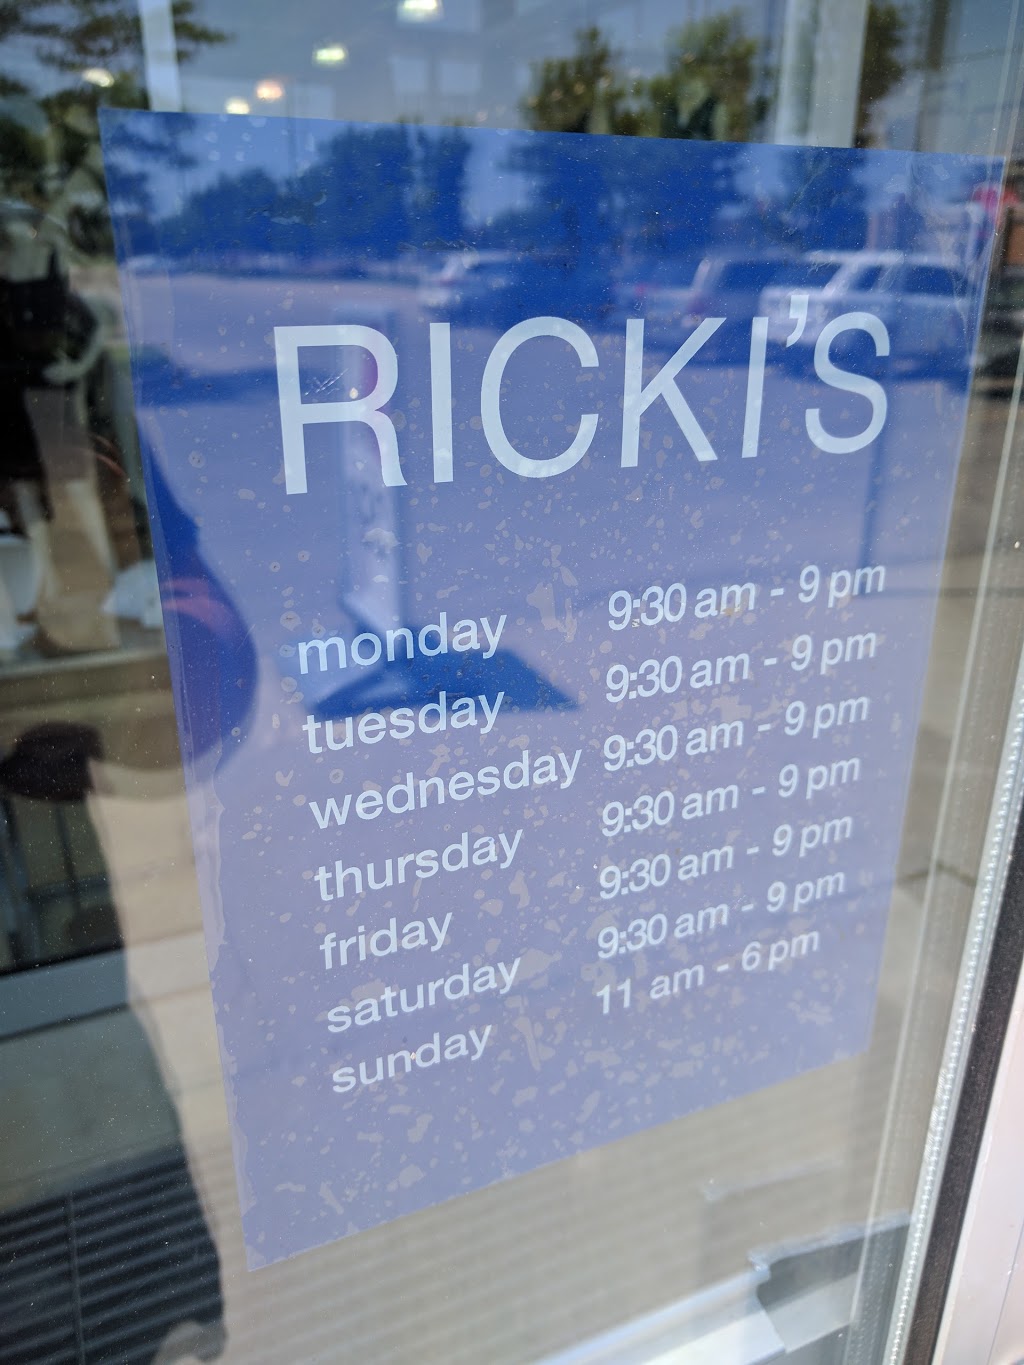 RICKI'S
monday 9:30 am - 9 pm
tuesday 9:30 am - 9 pm
wednesday 9:30 am - 9 pm
thursday 9:30 am - 9 pm
friday 9:30 am - 9 pm
saturday 9:30 am - 9 pm
sunday 11 am - 6 pm